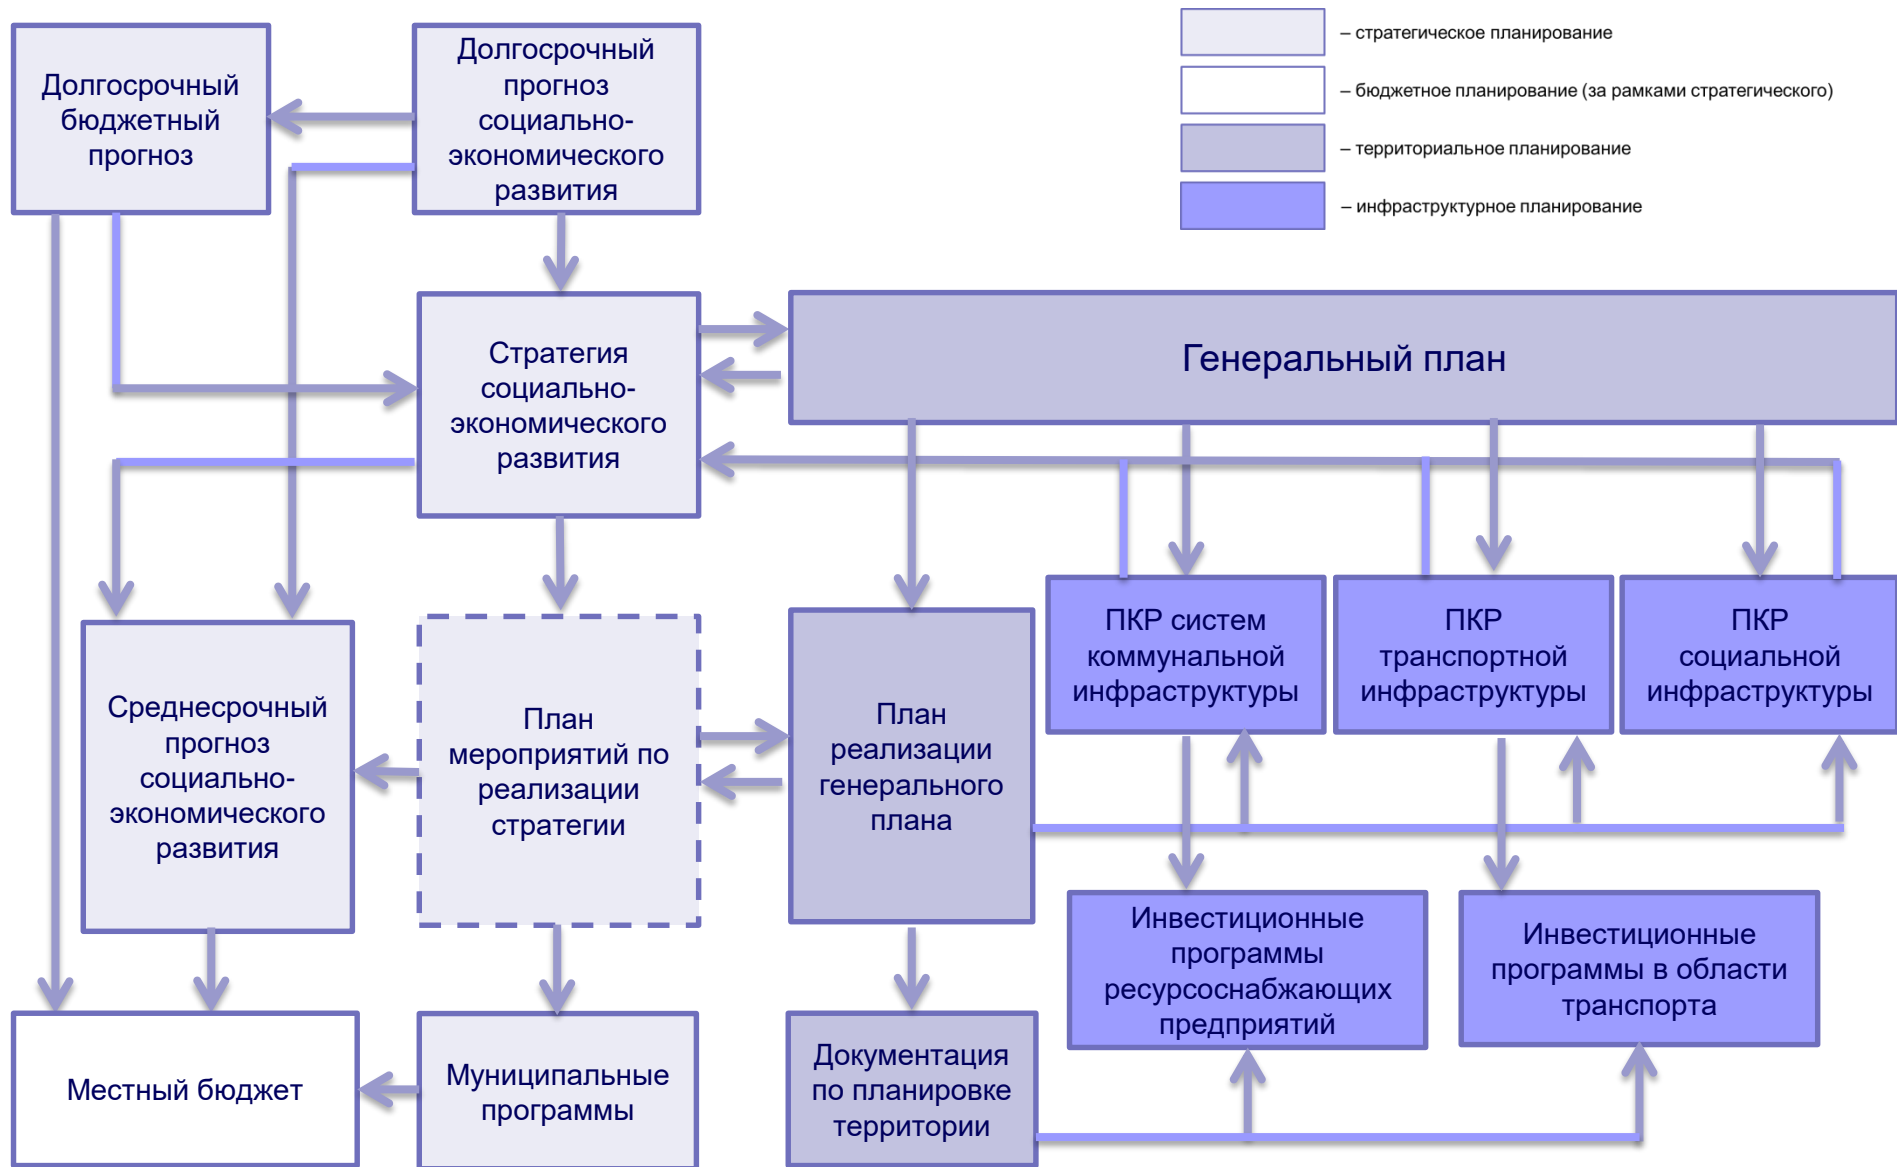 Долгосрочный
бюджетный
прогноз
Долгосрочный
прогноз
социально-
экономического
развития
– стратегическое планирование
– бюджетное планирование (за рамками стратегического)
– территориальное планирование
– инфраструктурное планирование
Стратегия
социально-
экономического
развития
Генеральный план
Среднесрочный
прогноз
социально-
экономического
развития
План
мероприятий по
реализации
стратегии
План
реализации
генерального
плана
ПКР систем
коммунальной
инфраструктуры
ПКР
транспортной
инфраструктуры
ПКР
социальной
инфраструктуры
Инвестиционные
программы
ресурсоснабжающих
предприятий
Инвестиционные
программы в области
транспорта
Местный бюджет
Муниципальные
программы
Документация
по планировке
территории